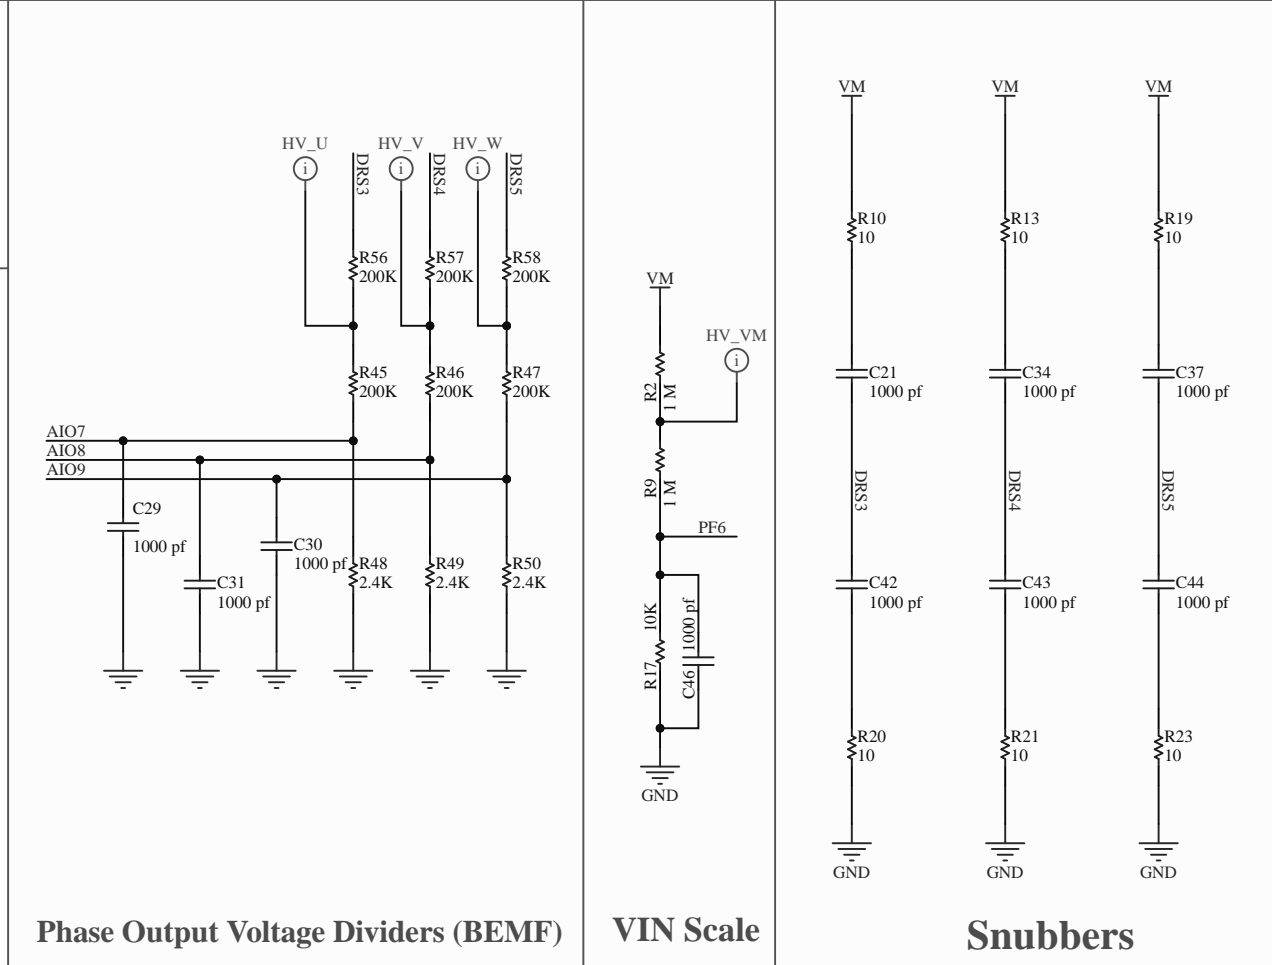 HV_U
HV_V
HV_W
DRS3
DRS4
DRS5
R56
200K
R57
200K
R58
200K
R45
200K
R46
200K
R47
200K
AIO7
AIO8
AIO9
C29
1000 pf
C31
1000 pf
C30
1000 pf
R48
2.4K
R49
2.4K
R50
2.4K
Phase Output Voltage Dividers (BEMF)
VM
HV_VM
R2
1 M
R9
1 M
PF6
10K
R17
1000 pf
C46
GND
VIN Scale
VM
VM
VM
R10
10
R13
10
R19
10
C21
1000 pf
C34
1000 pf
C37
1000 pf
DRS3
DRS4
DRS5
C42
1000 pf
C43
1000 pf
C44
1000 pf
R20
10
R21
10
R23
10
GND
GND
GND
Snubbers